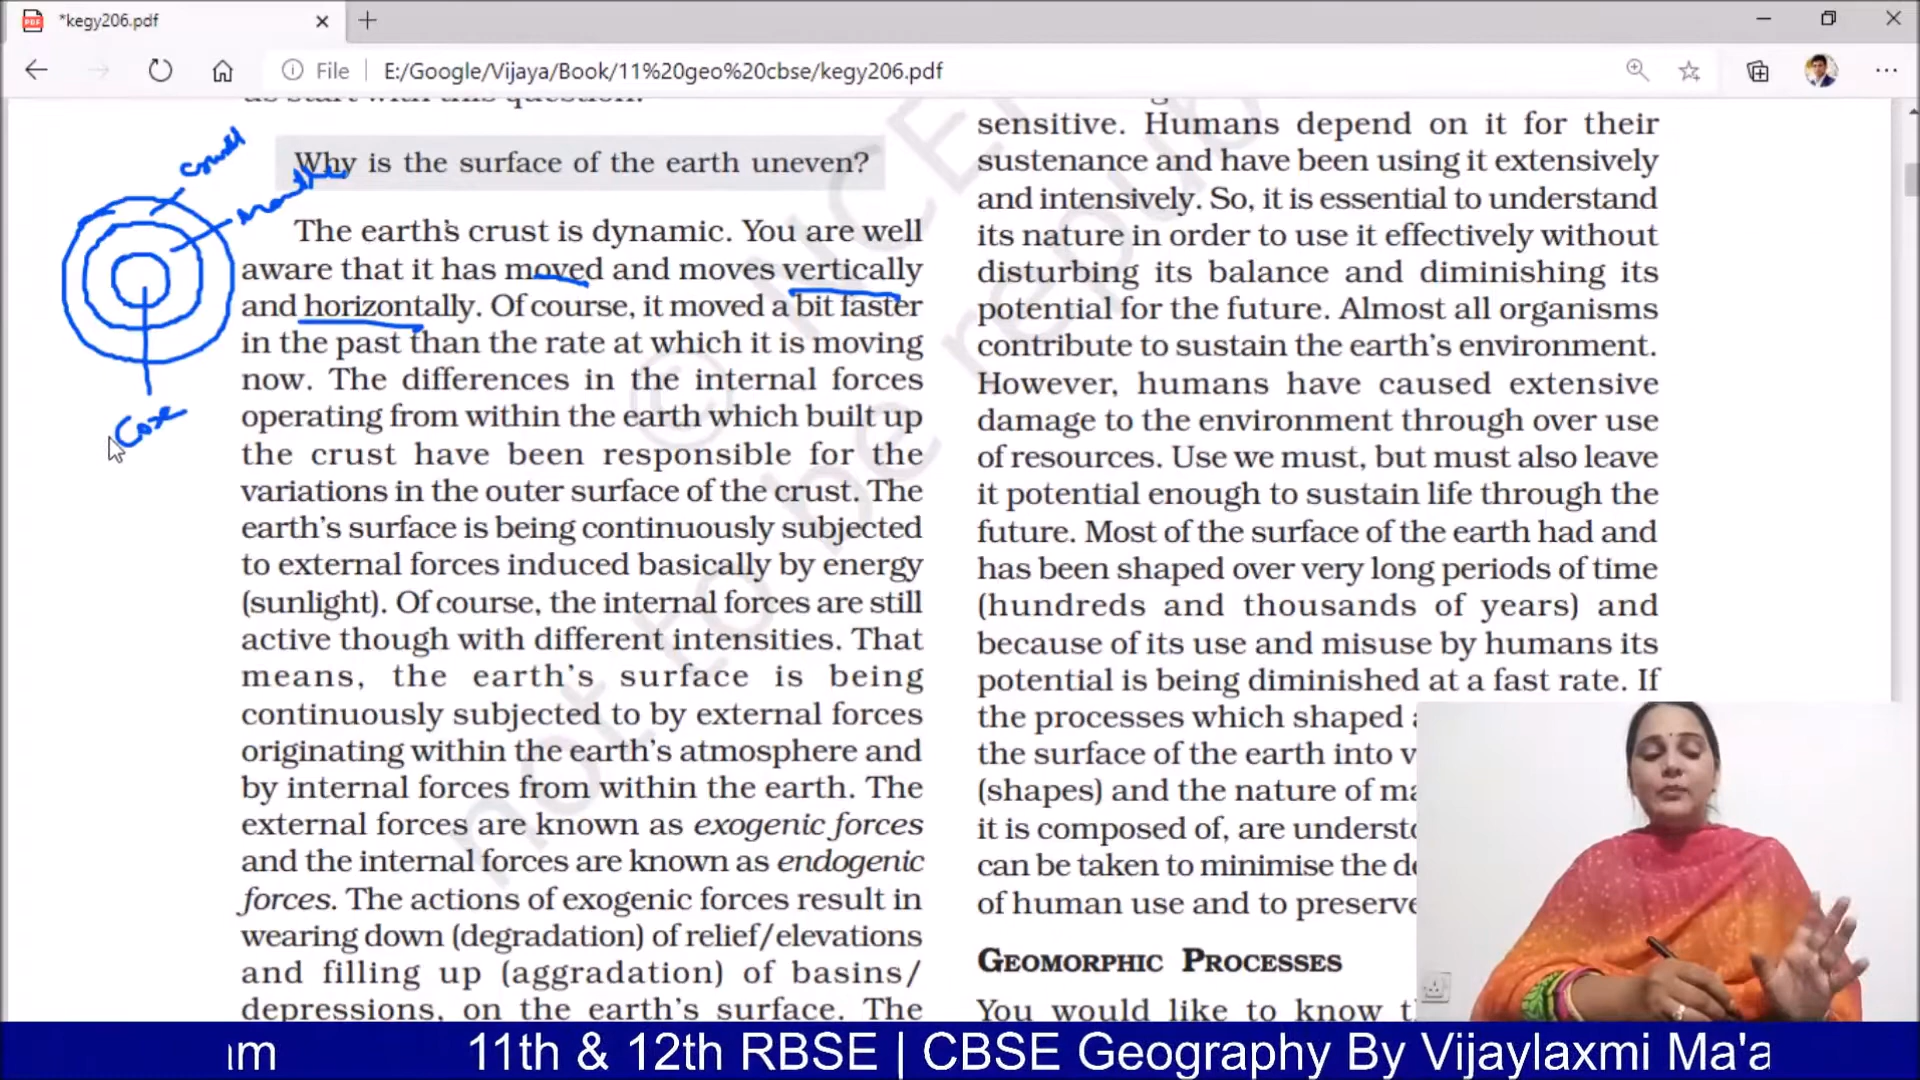 *kegy206.pdf
File
E:/Google/Vijaya/Book/11%20geo%20cbse/kegy206.pdf
as start with this question.
Why is the surface of the earth uneven?
The earth's crust is dynamic. You are well
aware that it has moved and moves vertically
and horizontally. Of course, it moved a bit faster
in the past than the rate at which it is moving
now. The differences in the internal forces
operating from within the earth which built up
the crust have been responsible for the
variations in the outer surface of the crust. The
earth's surface is being continuously subjected
to external forces induced basically by energy
(sunlight). Of course, the internal forces are still
active though with different intensities. That
means, the earth's surface is being
continuously subjected to by external forces
originating within the earth's atmosphere and
by internal forces from within the earth. The
external forces are known as exogenic forces
and the internal forces are known as endogenic
forces. The actions of exogenic forces result in
wearing down (degradation) of relief/elevations
and filling up (aggradation) of basins/
depressions, on the earth's surface. The
mantle
Core
sensitive. Humans depend on it for their
sustenance and have been using it extensively
and intensively. So, it is essential to understand
its nature in order to use it effectively without
disturbing its balance and diminishing its
potential for the future. Almost all organisms
contribute to sustain the earth's environment.
However, humans have caused extensive
damage to the environment through over use
of resources. Use we must, but must also leave
it potential enough to sustain life through the
future. Most of the surface of the earth had and
has been shaped over very long periods of time
(hundreds and thousands of years) and
because of its use and misuse by humans its
potential is being diminished at a fast rate. If
the processes which shaped
the surface of the earth into v
(shapes) and the nature of ma
it is composed of, are understo
can be taken to minimise the de
of human use and to preserve
GEOMORPHIC PROCESSES
You would like to know t
© NCE
not to be republ
am 11th & 12th RBSE | CBSE Geography By Vijaylaxmi Ma'a